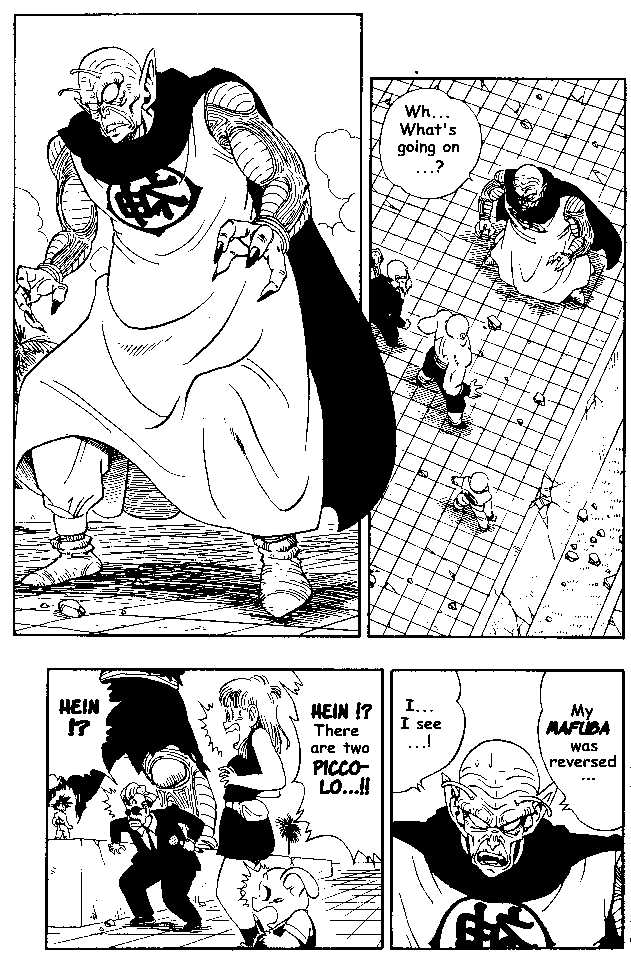 Wh...
What's
going on
...?
HEIN
!?
HEIN !?
There
are two
PICCO-
LO...!!
I...
I see
...!
My
MAFUBA
was
reversed
...